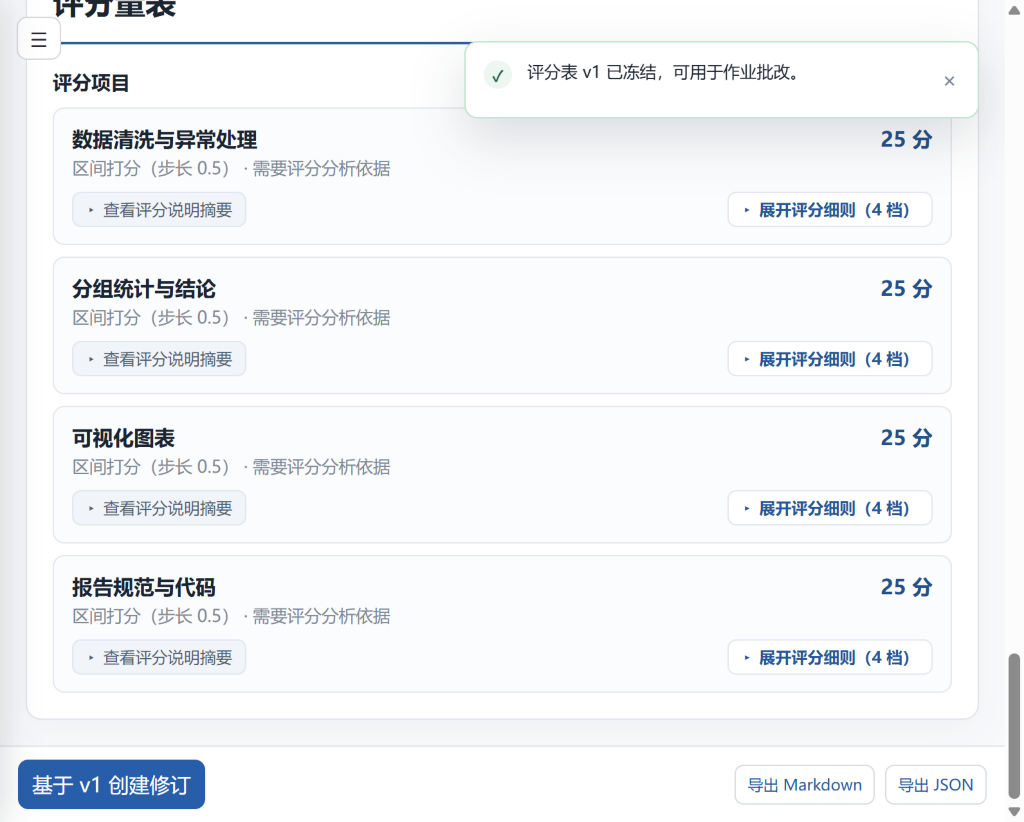 评分量表
评分表 v1 已冻结，可用于作业批改。
评分项目
数据清洗与异常处理
25 分
区间打分（步长 0.5） · 需要评分分析依据
查看评分说明摘要
展开评分细则（4 档）
分组统计与结论
25 分
区间打分（步长 0.5） · 需要评分分析依据
查看评分说明摘要
展开评分细则（4 档）
可视化图表
25 分
区间打分（步长 0.5） · 需要评分分析依据
查看评分说明摘要
展开评分细则（4 档）
报告规范与代码
25 分
区间打分（步长 0.5） · 需要评分分析依据
查看评分说明摘要
展开评分细则（4 档）
基于 v1 创建修订
导出 Markdown
导出 JSON